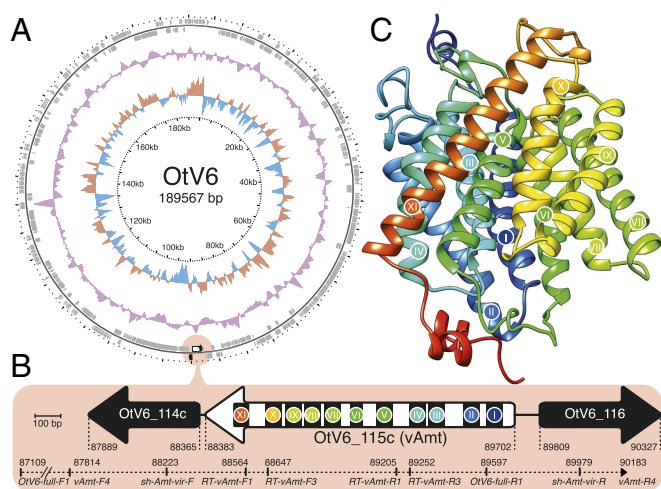 A
C
180kb
160kb
20kb
OtV6
140kb
40kb
189567 bp
120kb
60kb
100kb
80kb
X
V
III
IX
XI
VI
VII
VII
I
IV
II
B
100 bp
OtV6_114c
XI
X
IX
VII
VII
VI
V
IV
III
II
I
OtV6_116
OtV6_115c (vAmt)
87889
88365
88383
89702
89809
90327
87109
87814
88223
88564
88647
89205
89252
89597
89979
90183
OtV6-full-F1
vAmt-F4
sh-Amt-vir-F
RT-vAmt-F1
RT-vAmt-F3
RT-vAmt-R1
RT-vAmt-R3
OtV6-full-R1
sh-Amt-vir-R
vAmt-R4